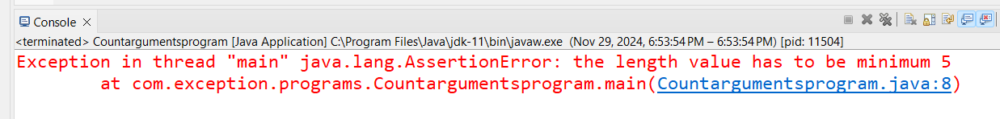 Console
<terminated> Countargumentsprogram [Java Application] C:\Program Files\Java\jdk-11\bin\javaw.exe (Nov 29, 2024, 6:53:54 PM – 6:53:54 PM) [pid: 11504]
Exception in thread "main" java.lang.AssertionError: the length value has to be minimum 5
at com.exception.programs.Countargumentsprogram.main(Countargumentsprogram.java:8)